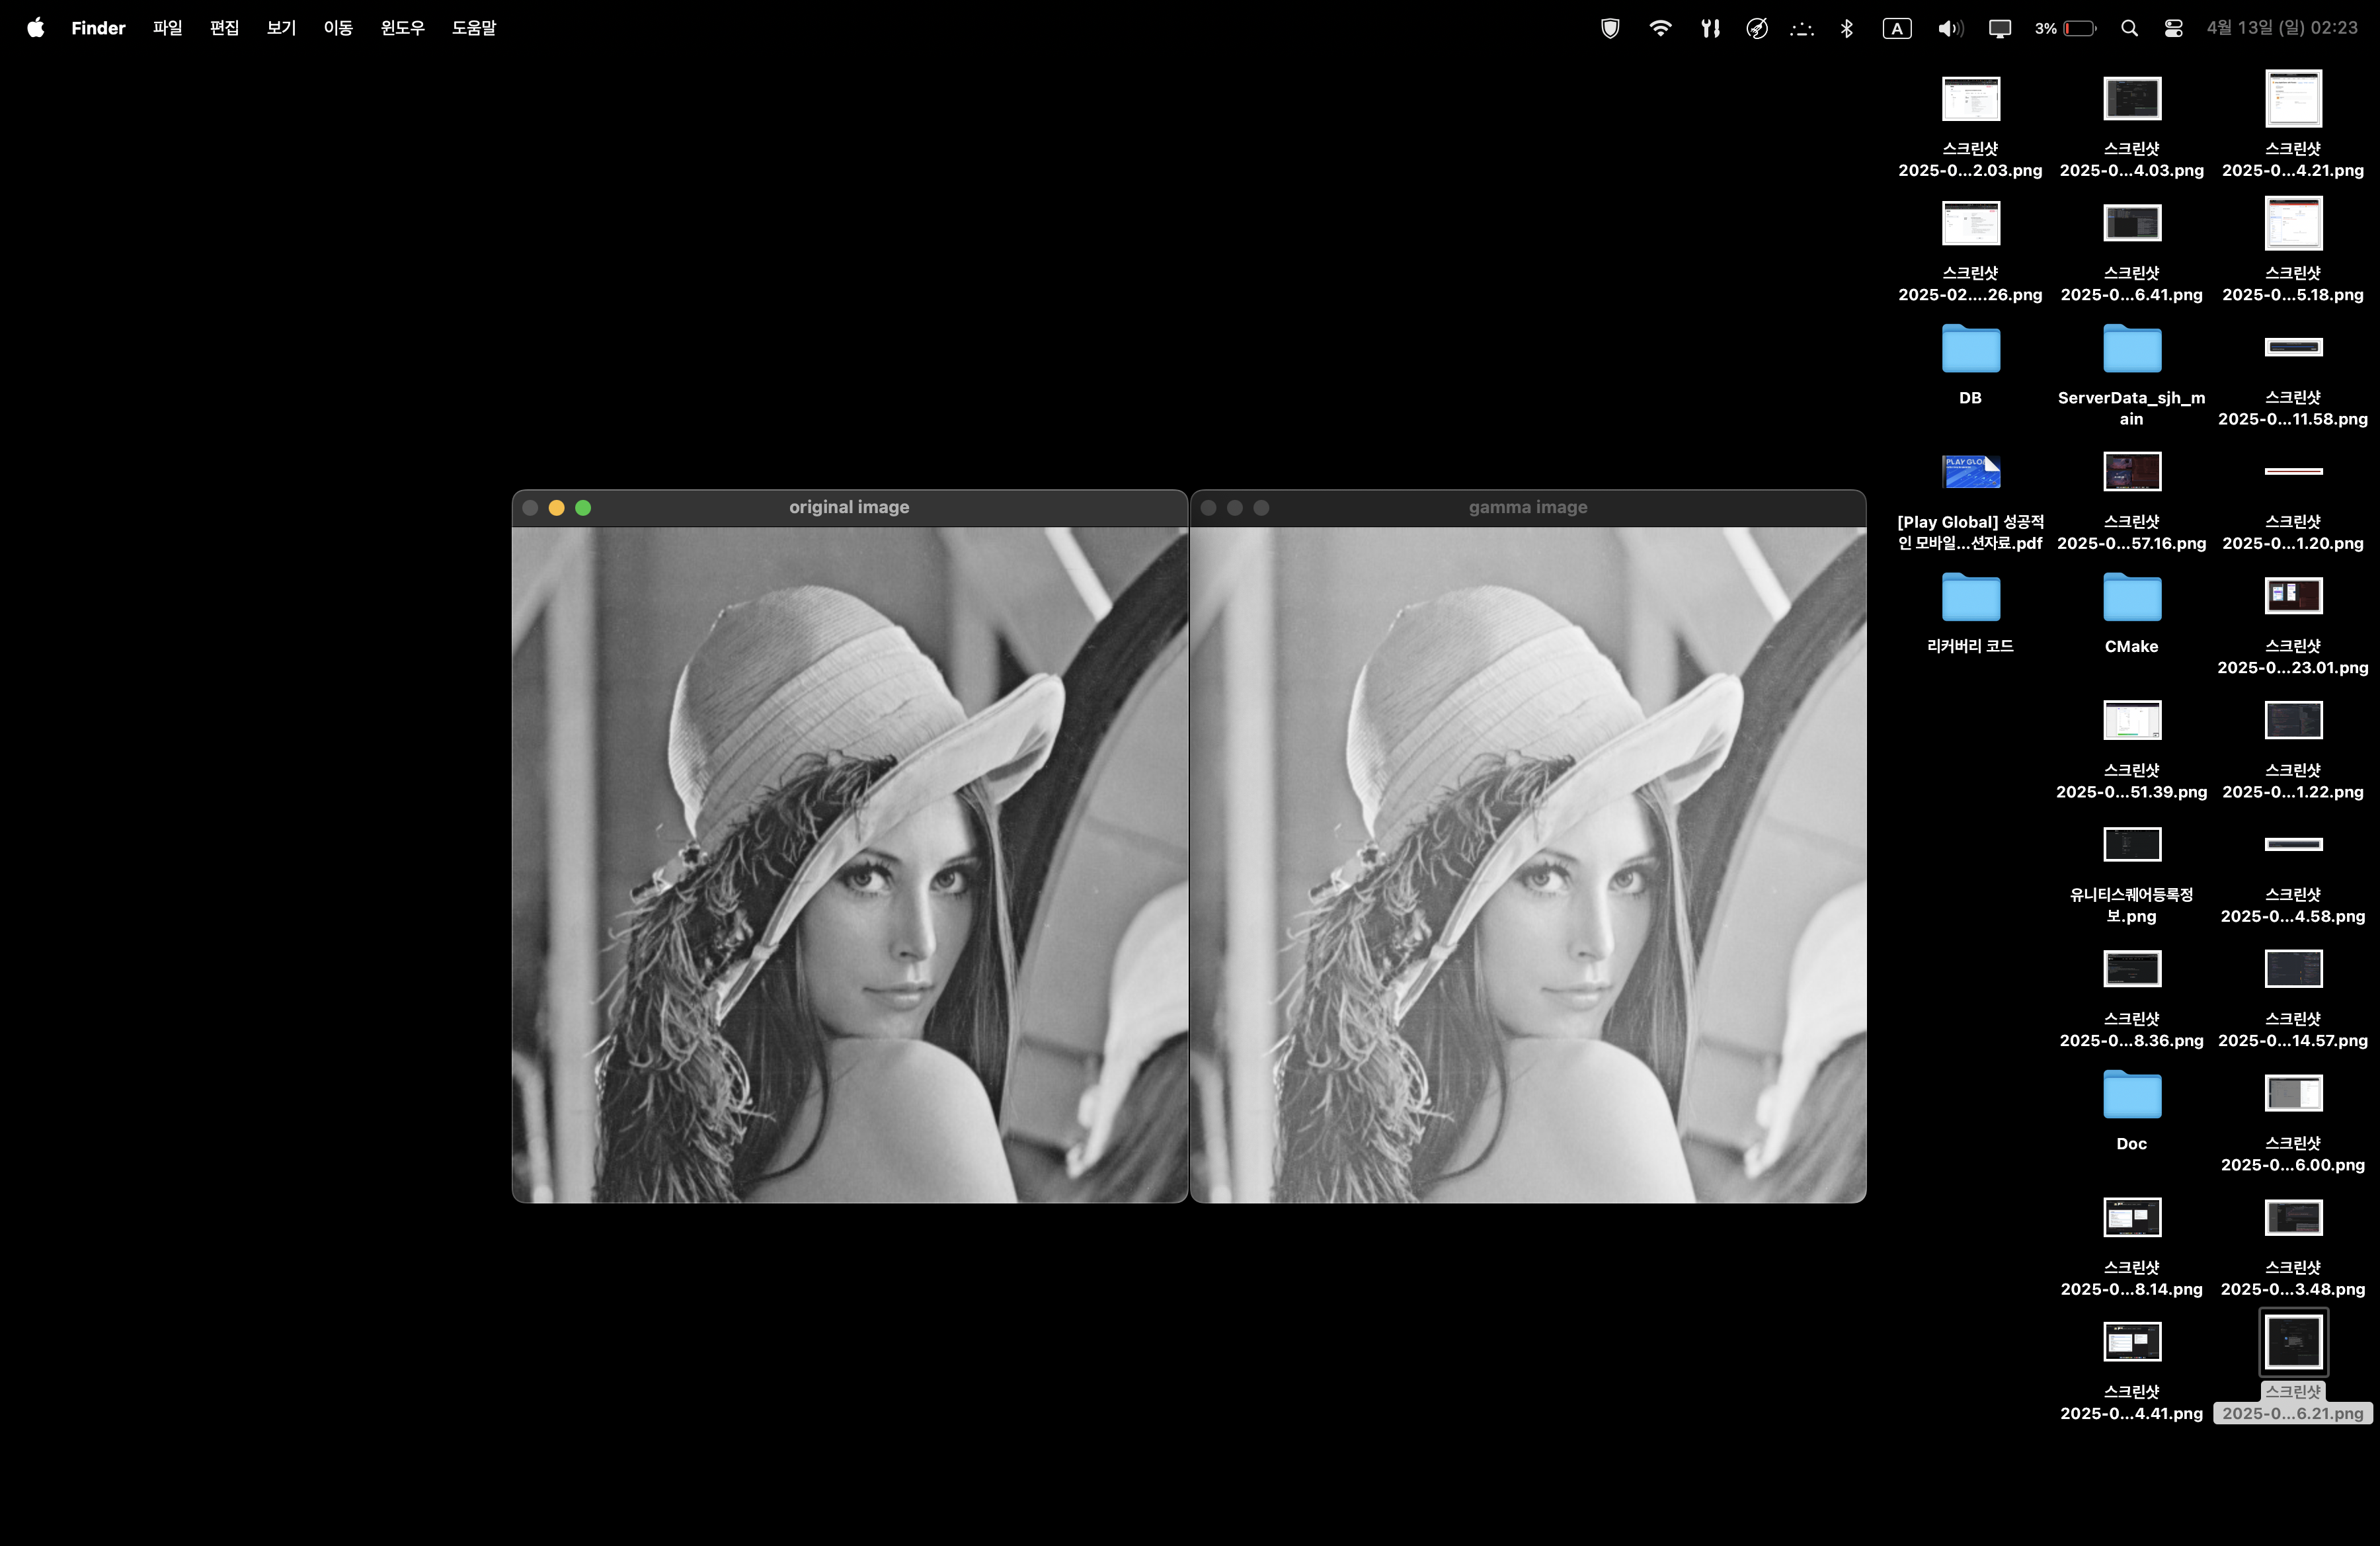 Finder 파일 편집 보기 이동 윈도우 도움말 A 3% 4월 13일 (일) 02:23
스크린샷
2025-0...2.03.png
스크린샷
2025-0...4.03.png
스크린샷
2025-0...4.21.png
스크린샷
2025-02....26.png
스크린샷
2025-0...6.41.png
스크린샷
2025-0...5.18.png
DB
ServerData_sjh_m
ain
스크린샷
2025-0...11.58.png
PLAY GLO
[Play Global] 성공적
인 모바일...션자료.pdf
스크린샷
2025-0...57.16.png
스크린샷
2025-0...1.20.png
리커버리 코드
CMake
스크린샷
2025-0...23.01.png
스크린샷
2025-0...51.39.png
스크린샷
2025-0...1.22.png
유니티스퀘어등록정
보.png
스크린샷
2025-0...4.58.png
스크린샷
2025-0...8.36.png
스크린샷
2025-0...14.57.png
Doc
스크린샷
2025-0...6.00.png
스크린샷
2025-0...8.14.png
스크린샷
2025-0...3.48.png
스크린샷
2025-0...4.41.png
스크린샷
2025-0...6.21.png
original image
gamma image